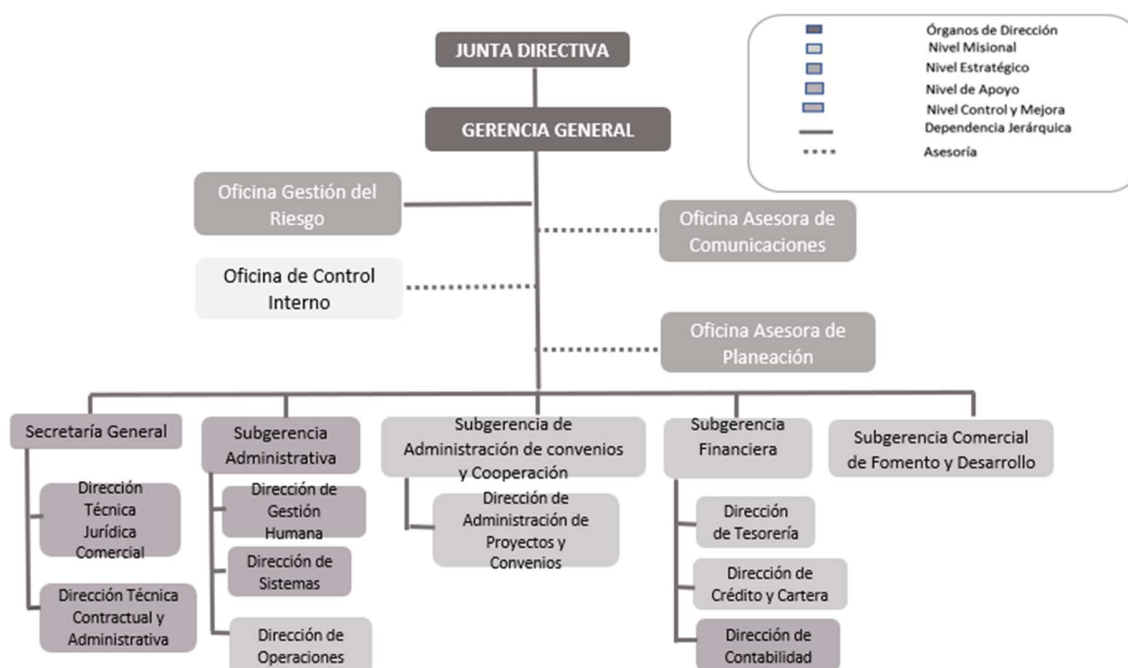 JUNTA DIRECTIVA
GERENCIA GENERAL
Órganos de Dirección
Nivel Misional
Nivel Estratégico
Nivel de Apoyo
Nivel Control y Mejora
Dependencia Jerárquica
Asesoría
Oficina Gestión del
Riesgo
Oficina Asesora de
Comunicaciones
Oficina de Control
Interno
Oficina Asesora de
Planeación
Secretaría General
Dirección
Técnica
Jurídica
Comercial
Dirección Técnica
Contractual y
Administrativa
Subgerencia
Administrativa
Dirección de
Gestión
Humana
Dirección de
Sistemas
Dirección de
Operaciones
Subgerencia de
Administración de convenios
y Cooperación
Dirección de
Administración de
Proyectos y
Convenios
Subgerencia
Financiera
Dirección
de Tesorería
Dirección de
Crédito y Cartera
Dirección de
Contabilidad
Subgerencia Comercial
de Fomento y Desarrollo